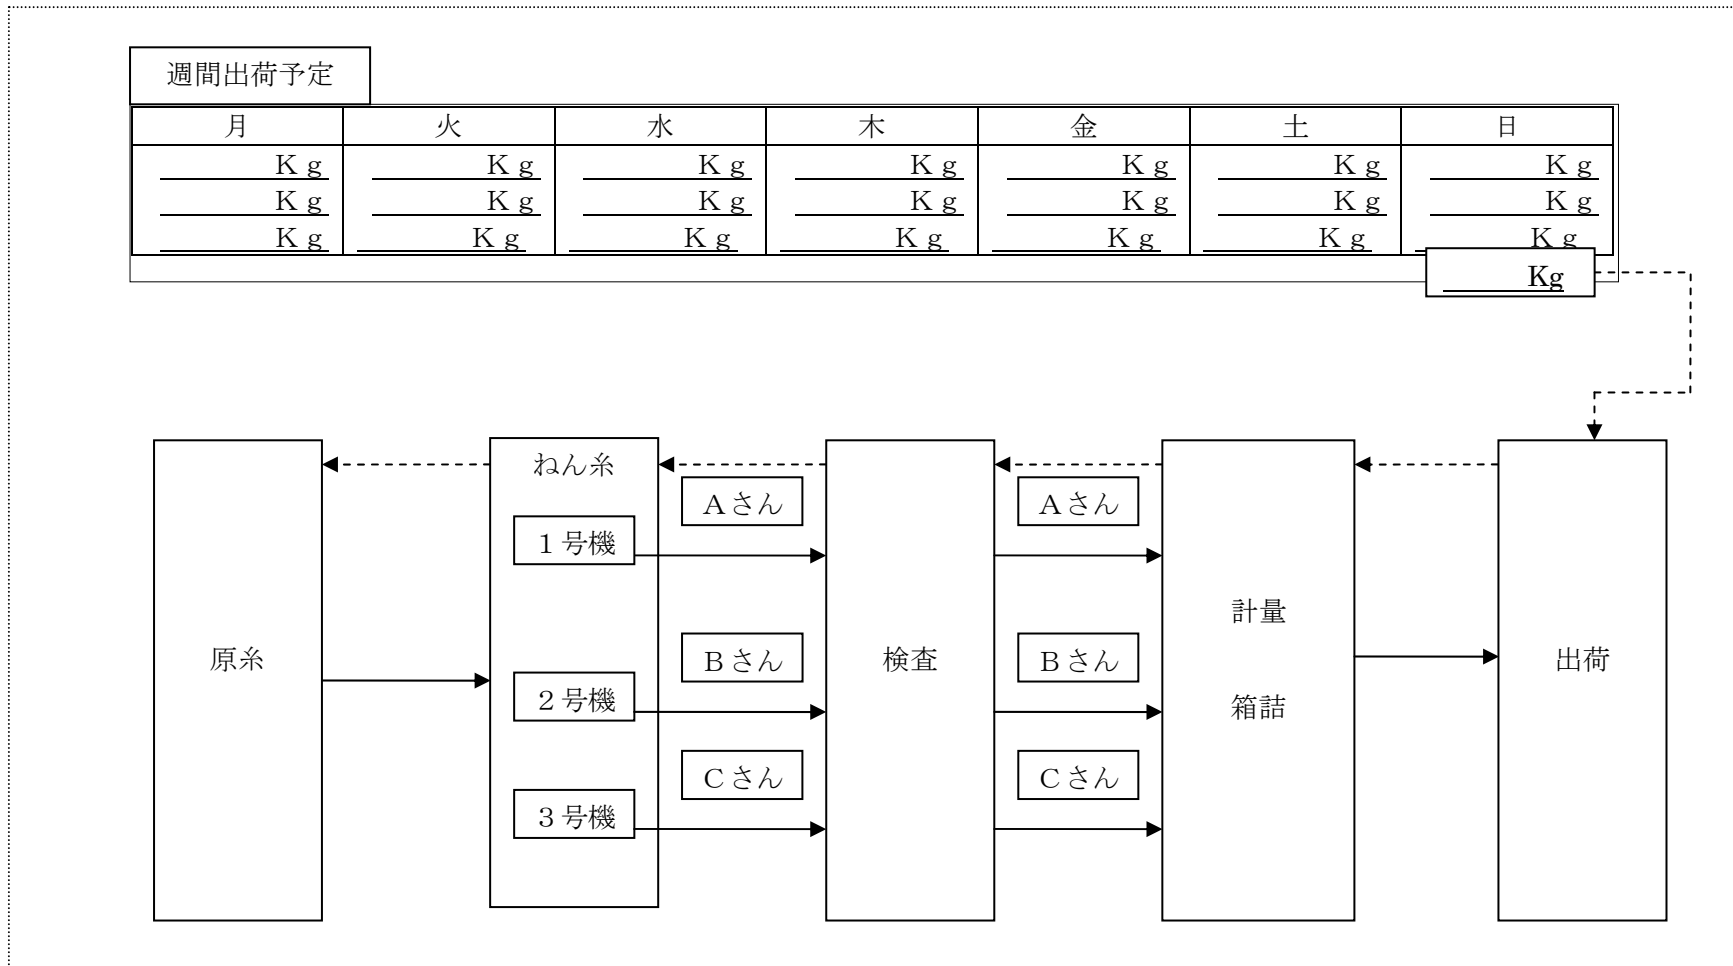 週間出荷予定
月 火 水 木 金 土 日
Ｋｇ Ｋｇ Ｋｇ Ｋｇ Ｋｇ Ｋｇ Ｋｇ
Ｋｇ Ｋｇ Ｋｇ Ｋｇ Ｋｇ Ｋｇ Ｋｇ
Ｋｇ Ｋｇ Ｋｇ Ｋｇ Ｋｇ Ｋｇ Ｋｇ
Kg
原糸
ねん糸
１号機
２号機
３号機
Ａさん
Ｂさん
Ｃさん
検査
Ａさん
Ｂさん
Ｃさん
計量
箱詰
出荷